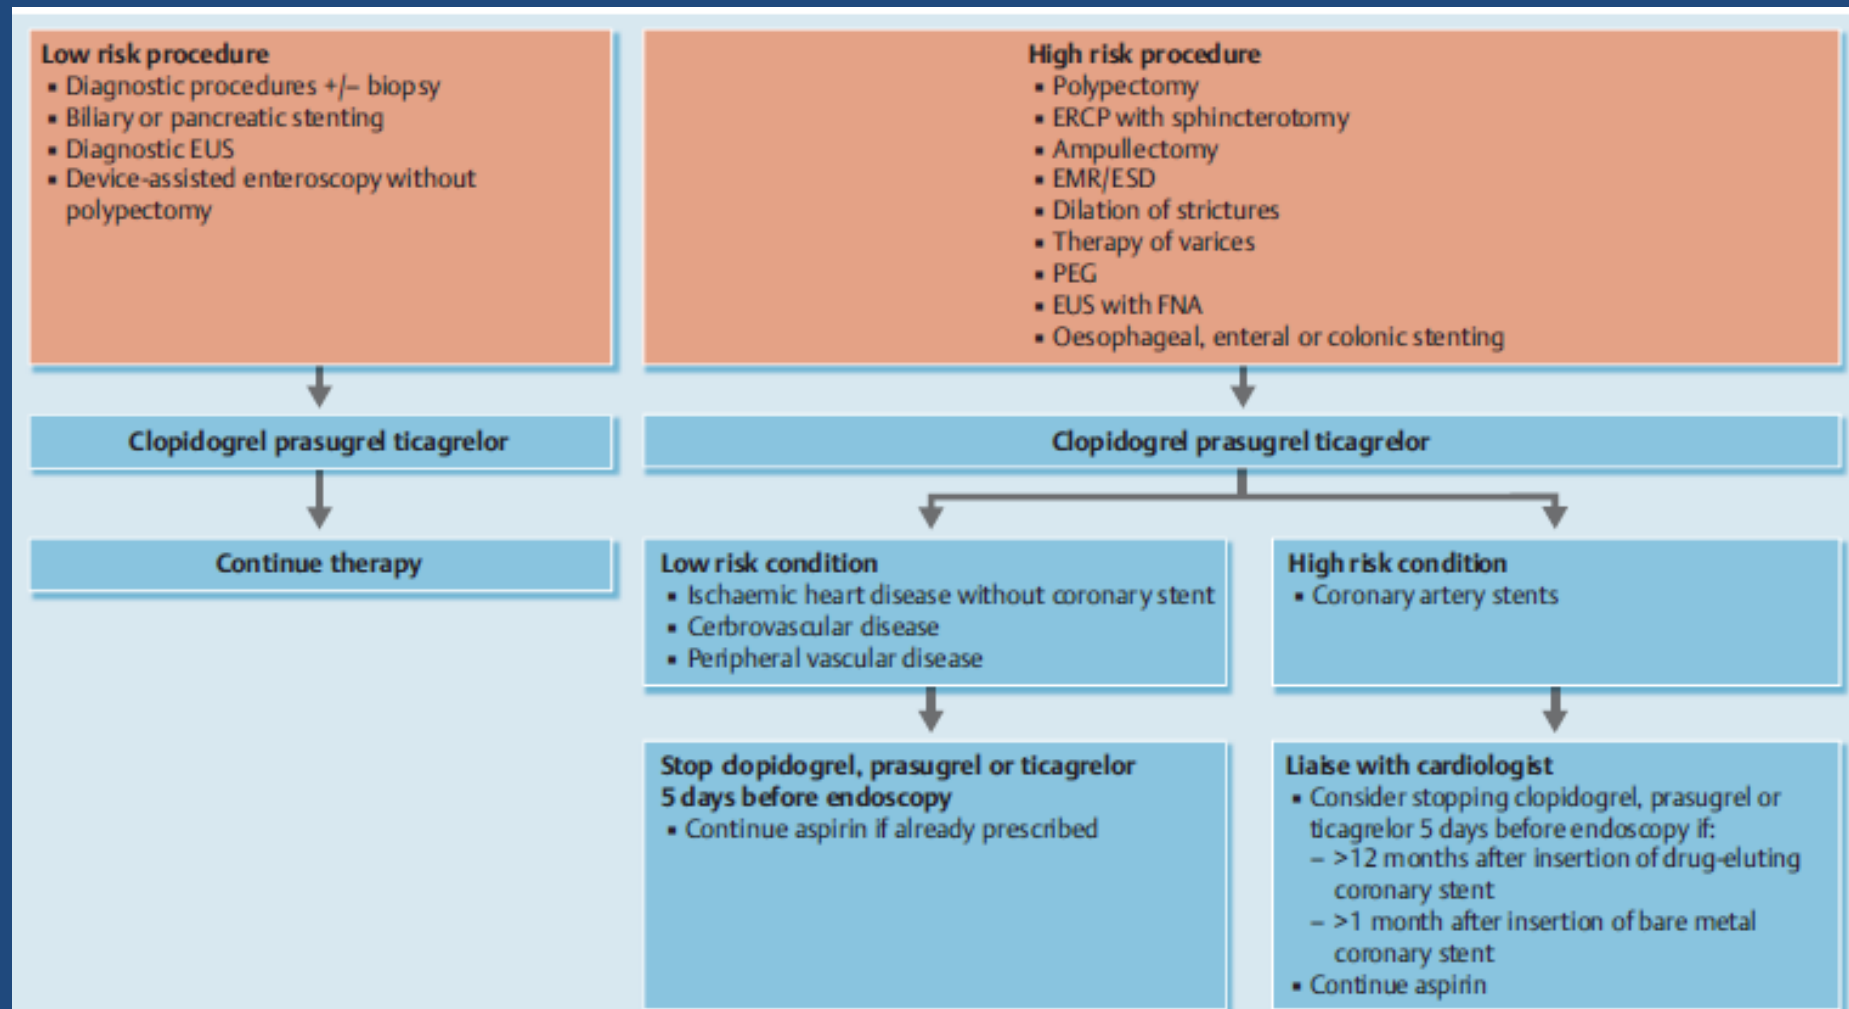 Low risk procedure
▪ Diagnostic procedures +/– biopsy
▪ Biliary or pancreatic stenting
▪ Diagnostic EUS
▪ Device-assisted enteroscopy without
polypectomy
High risk procedure
▪ Polypectomy
▪ ERCP with sphincterotomy
▪ Ampullectomy
▪ EMR/ESD
▪ Dilation of strictures
▪ Therapy of varices
▪ PEG
▪ EUS with FNA
▪ Oesophageal, enteral or colonic stenting
Clopidogrel prasugrel ticagrelor
Clopidogrel prasugrel ticagrelor
Continue therapy
Low risk condition
▪ Ischaemic heart disease without coronary stent
▪ Cerbrovascular disease
▪ Peripheral vascular disease
High risk condition
▪ Coronary artery stents
Stop clopidogrel, prasugrel or ticagrelor
5 days before endoscopy
▪ Continue aspirin if already prescribed
Liaise with cardiologist
▪ Consider stopping clopidogrel, prasugrel or
ticagrelor 5 days before endoscopy if:
– >12 months after insertion of drug-eluting
coronary stent
– >1 month after insertion of bare metal
coronary stent
▪ Continue aspirin